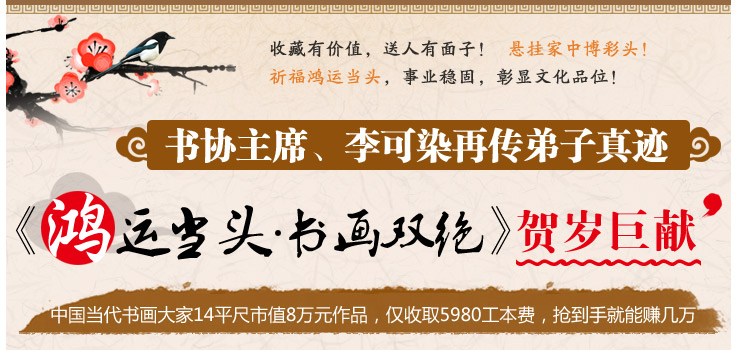 收藏有价值，送人有面子！ 悬挂家中博彩头！
祈福鸿运当头，事业稳固，彰显文化品位！
书协主席、李可染再传弟子真迹
《鸿运当头·书画双绝》贺岁巨献
中国当代书画大家14平尺市值8万元作品，仅收取5980工本费，抢到手就能赚几万